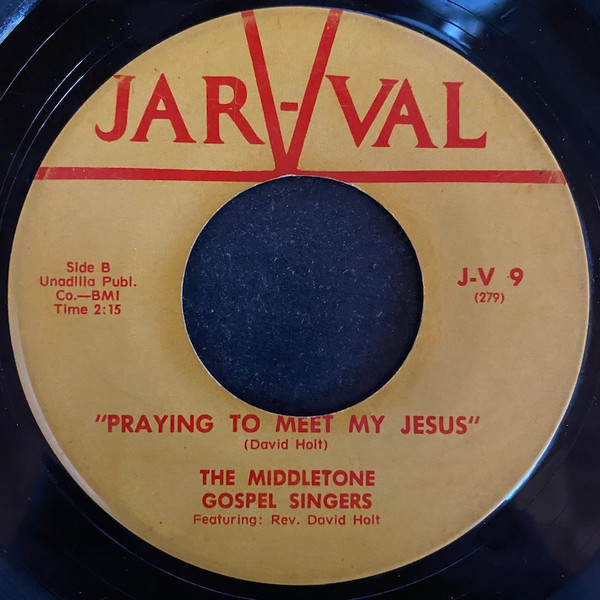 JAR-VAL
Side B
Unadilla Publ.
Co.—BMI
Time 2:15
J-V 9
(279)
"PRAYING TO MEET MY JESUS"
(David Holt)
THE MIDDLETONE
GOSPEL SINGERS
Featuring: Rev. David Holt